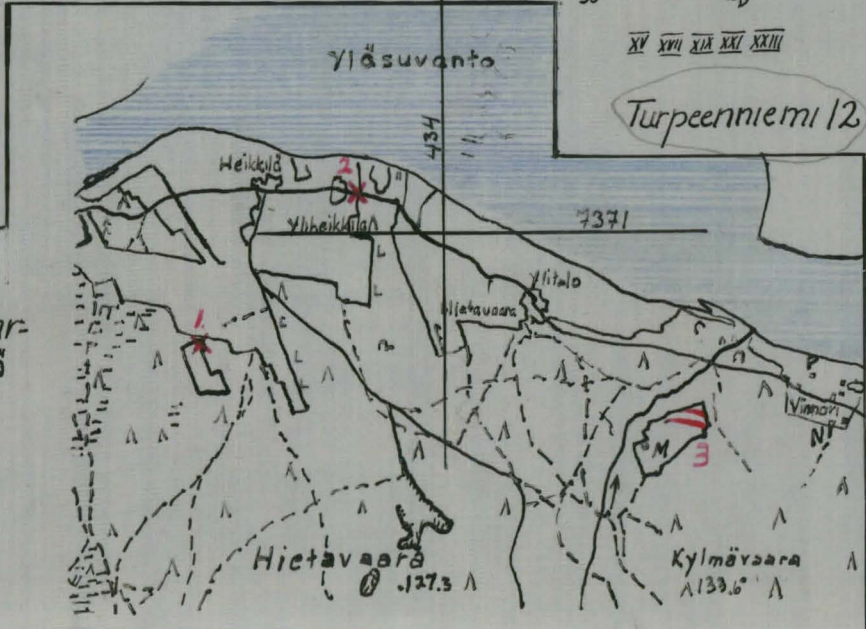 XV XVII XIX XXI XXIII
Yläsuvanto
Turpeenniemi 12
434
Heikkilä
2
Yliheikkilä
7371
Ylitalo
Hietavaara
1.
Vinnari
N
M
3
Hietavaara
.127.3
Kylmävaara
133.6